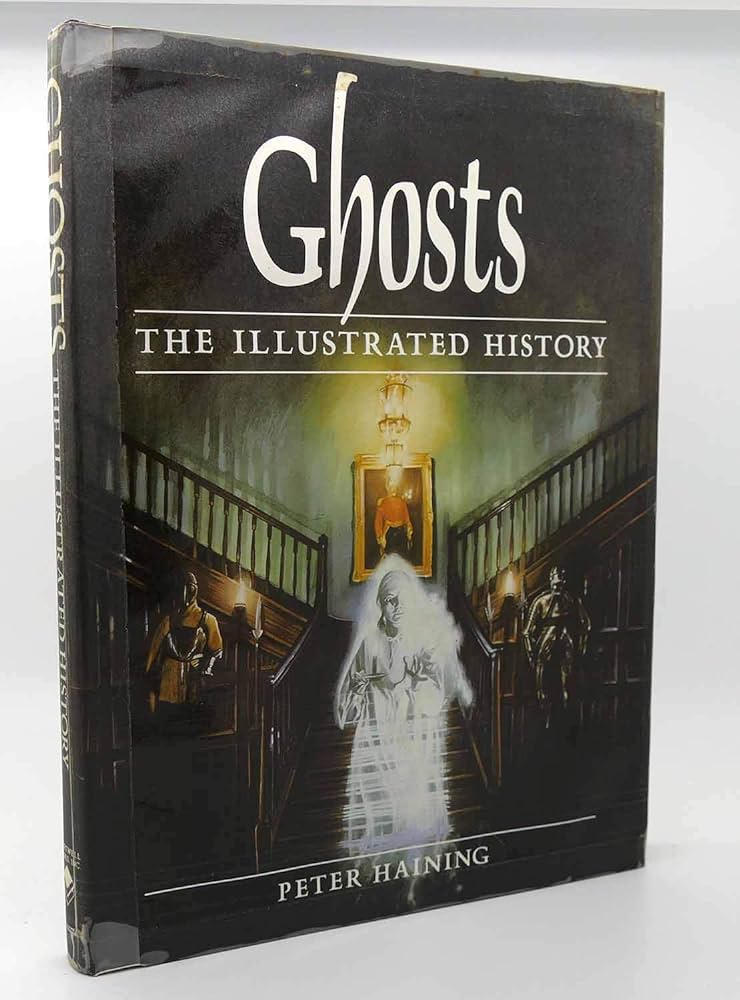 Ghosts
THE ILLUSTRATED HISTORY
PETER HAINING
GHOSTS THE ILLUSTRATED HISTORY